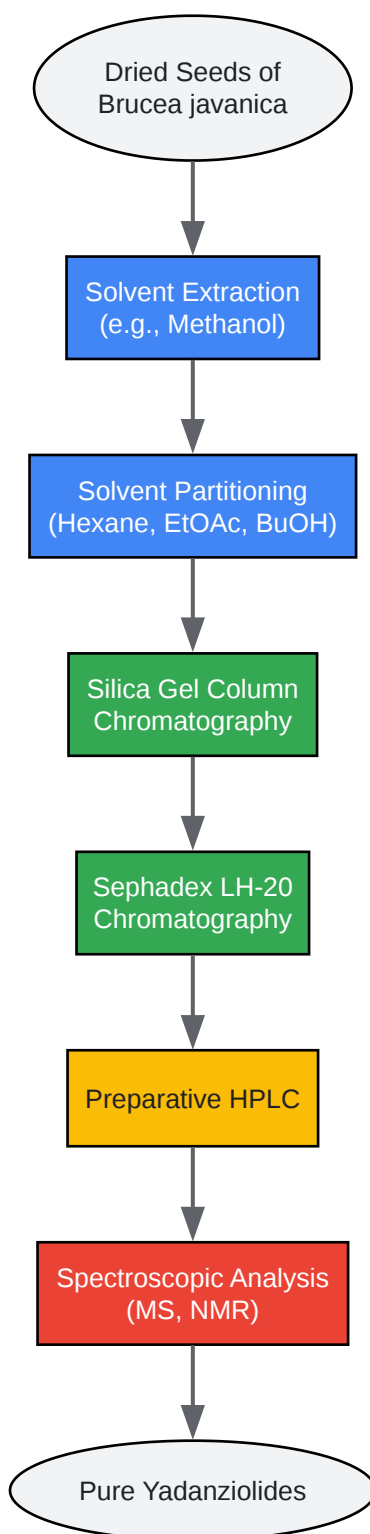 Dried Seeds of
Brucea javanica
Solvent Extraction
(e.g., Methanol)
Solvent Partitioning
(Hexane, EtOAc, BuOH)
Silica Gel Column
Chromatography
Sephadex LH-20
Chromatography
Preparative HPLC
Spectroscopic Analysis
(MS, NMR)
Pure Yadanziolides